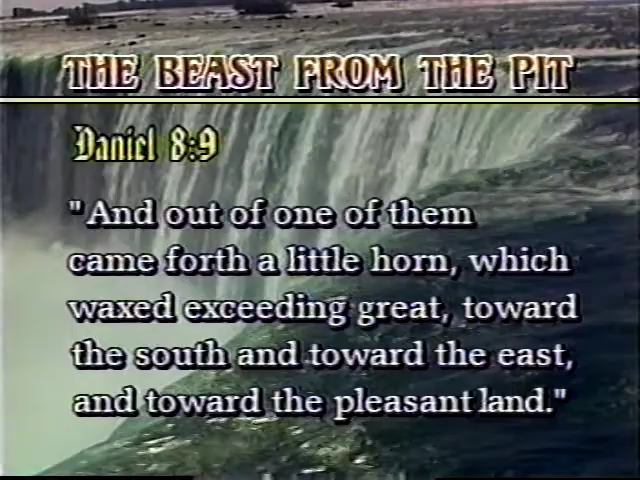 THE BEAST FROM THE PIT
Daniel 8:9
"And out of one of them
came forth a little horn, which
waxed exceeding great, toward
the south and toward the east,
and toward the pleasant land."